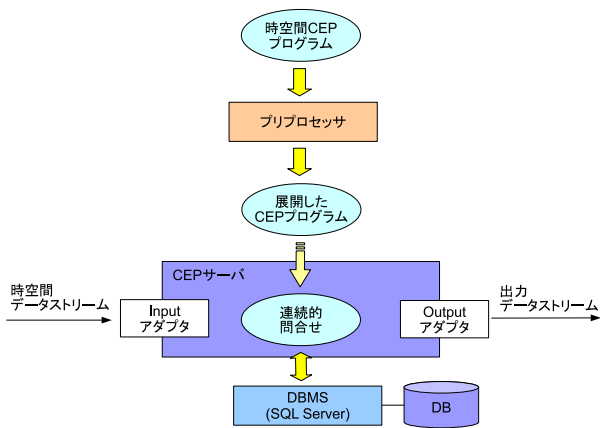 時空間CEP
プログラム
プリプロセッサ
展開した
CEPプログラム
CEPサーバ
時空間
データストリーム
Input
アダプタ
連続的
問合せ
Output
アダプタ
出力
データストリーム
DBMS
(SQL Server)
DB